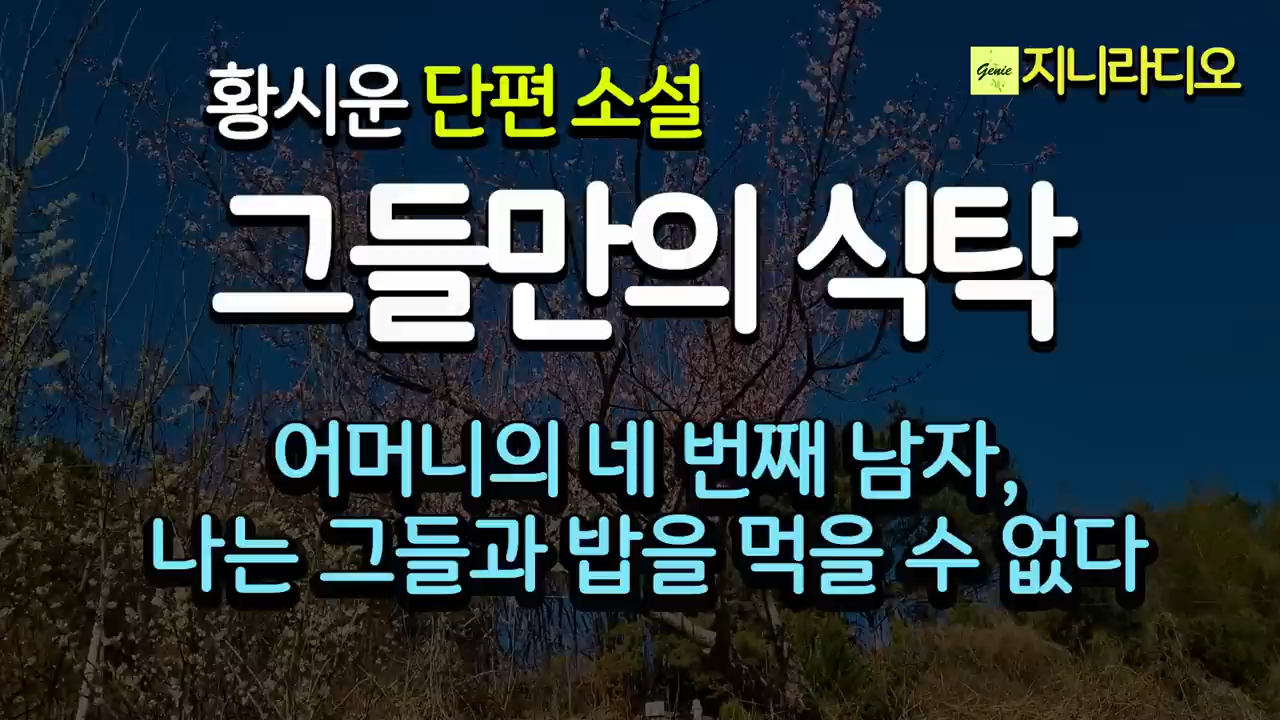 황시운 단편 소설
Genie 지니라디오
그들만의 식탁
어머니의 네 번째 남자,
나는 그들과 밥을 먹을 수 없다